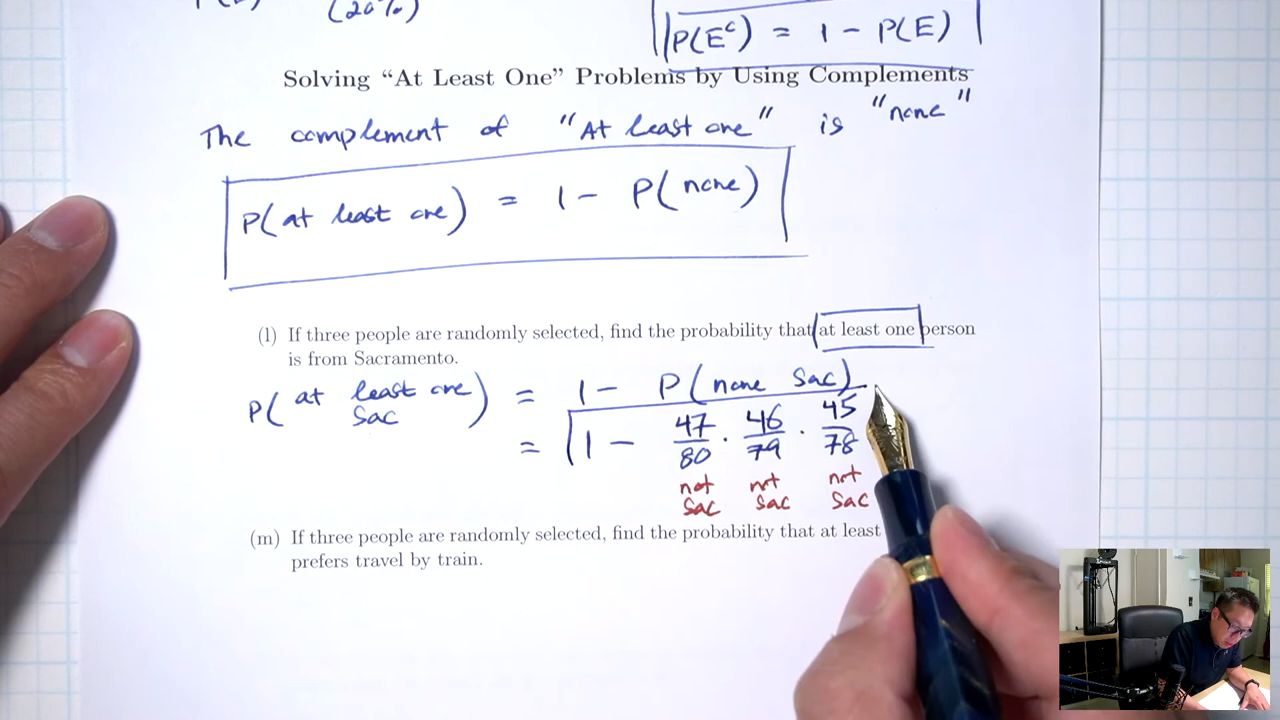 (20%)
P(Eᶜ) = 1 - P(E)
Solving “At Least One” Problems by Using Complements
The complement of "At least one" is "none"
P(at least one) = 1 - P(none)
(l) If three people are randomly selected, find the probability that at least one person
is from Sacramento.
P(at least one Sac) = 1 - P(none Sac)
= 1 - 47/80 · 46/79 · 45/78
not Sac not Sac not Sac
(m) If three people are randomly selected, find the probability that at least
prefers travel by train.